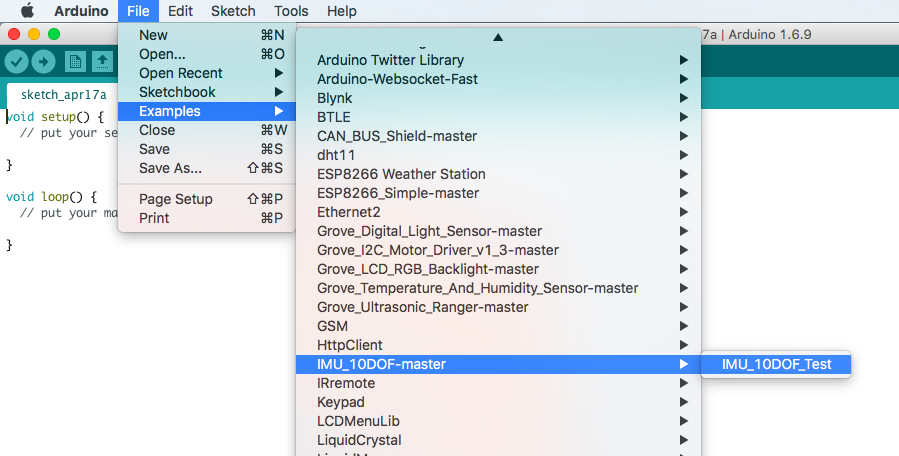 Arduino File Edit Sketch Tools Help
7a | Arduino 1.6.9
New ⌘N
Open... ⌘O
Open Recent ▶
Sketchbook ▶
Examples ▶
Close ⌘W
Save ⌘S
Save As... ⇧⌘S
Page Setup ⇧⌘P
Print ⌘P
sketch_apr17a
void setup() {
// put your se
}
void loop() {
// put your ma
}
Arduino Twitter Library
Arduino-Websocket-Fast
Blynk
BTLE
CAN_BUS_Shield-master
dht11
ESP8266 Weather Station
ESP8266_Simple-master
Ethernet2
Grove_Digital_Light_Sensor-master
Grove_I2C_Motor_Driver_v1_3-master
Grove_LCD_RGB_Backlight-master
Grove_Temperature_And_Humidity_Sensor-master
Grove_Ultrasonic_Ranger-master
GSM
HttpClient
IMU_10DOF-master
IMU_10DOF_Test
IRremote
Keypad
LCDMenuLib
LiquidCrystal